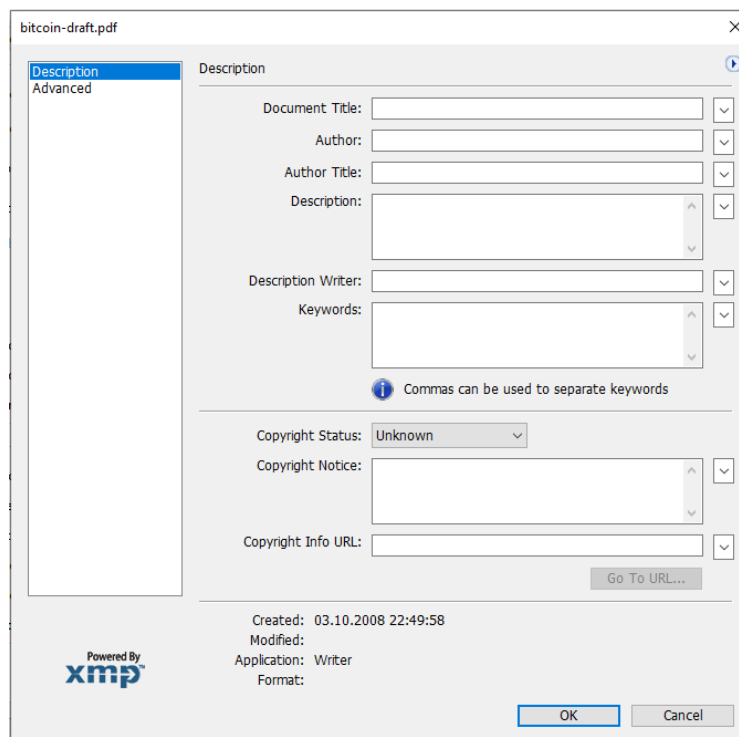 bitcoin-draft.pdf
Description
Advanced
Description
Document Title:
Author:
Author Title:
Description:
Description Writer:
Keywords:
Commas can be used to separate keywords
Copyright Status: Unknown
Copyright Notice:
Copyright Info URL:
Go To URL...
Created: 03.10.2008 22:49:58
Modified:
Application: Writer
Format:
Powered By
xmp™
OK Cancel